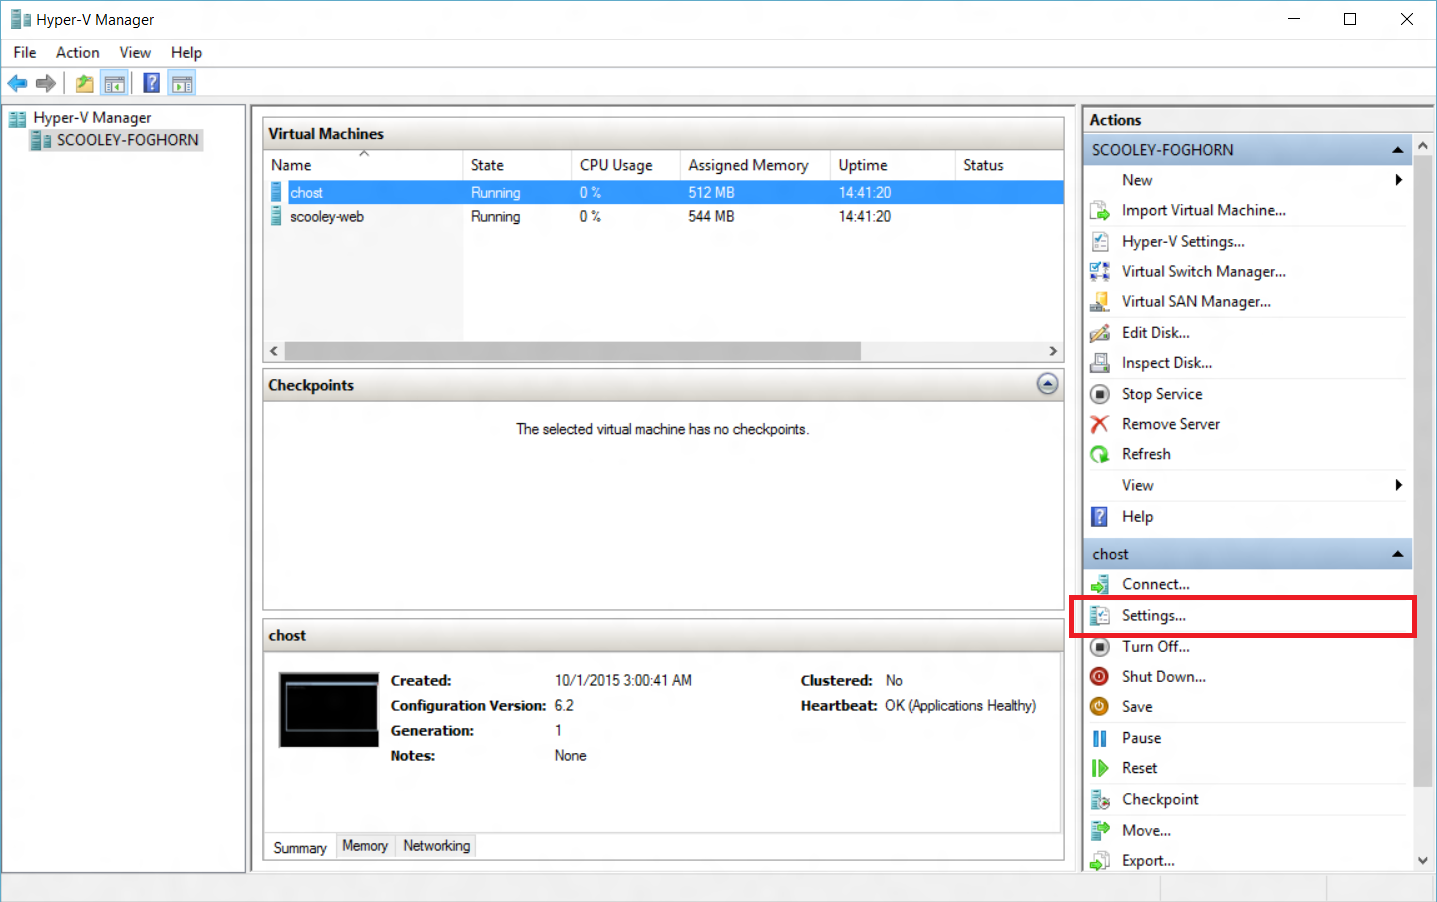 Hyper-V Manager
File Action View Help
Hyper-V Manager
SCOOLEY-FOGHORN
Virtual Machines
Name State CPU Usage Assigned Memory Uptime Status
chost Running 0 % 512 MB 14:41:20
scooley-web Running 0 % 544 MB 14:41:20
Checkpoints
The selected virtual machine has no checkpoints.
chost
Created: 10/1/2015 3:00:41 AM Clustered: No
Configuration Version: 6.2 Heartbeat: OK (Applications Healthy)
Generation: 1
Notes: None
Summary Memory Networking
Actions
SCOOLEY-FOGHORN
New
Import Virtual Machine...
Hyper-V Settings...
Virtual Switch Manager...
Virtual SAN Manager...
Edit Disk...
Inspect Disk...
Stop Service
Remove Server
Refresh
View
Help
chost
Connect...
Settings...
Turn Off...
Shut Down...
Save
Pause
Reset
Checkpoint
Move...
Export...